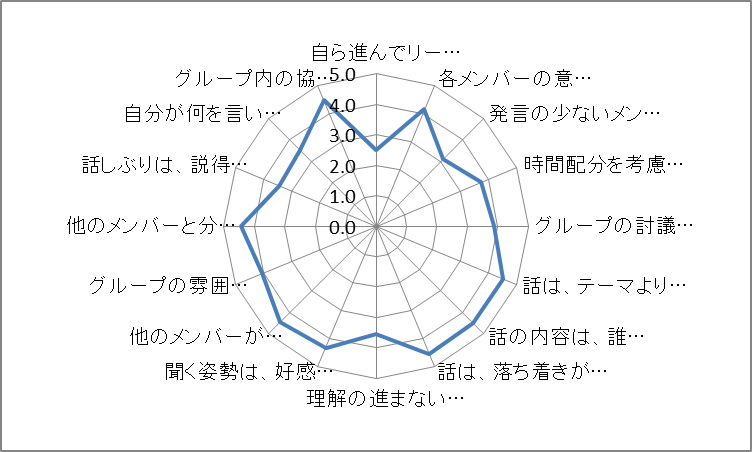 自ら進んでリー…
各メンバーの意…
発言の少ないメン…
時間配分を考慮…
グループの討議…
話は、テーマより…
話の内容は、誰…
話は、落ち着きが…
理解の進まない…
聞く姿勢は、好感…
他のメンバーが…
グループの雰囲…
他のメンバーと分…
話しぶりは、説得…
自分が何を言い…
グループ内の協…
5.0
4.0
3.0
2.0
1.0
0.0